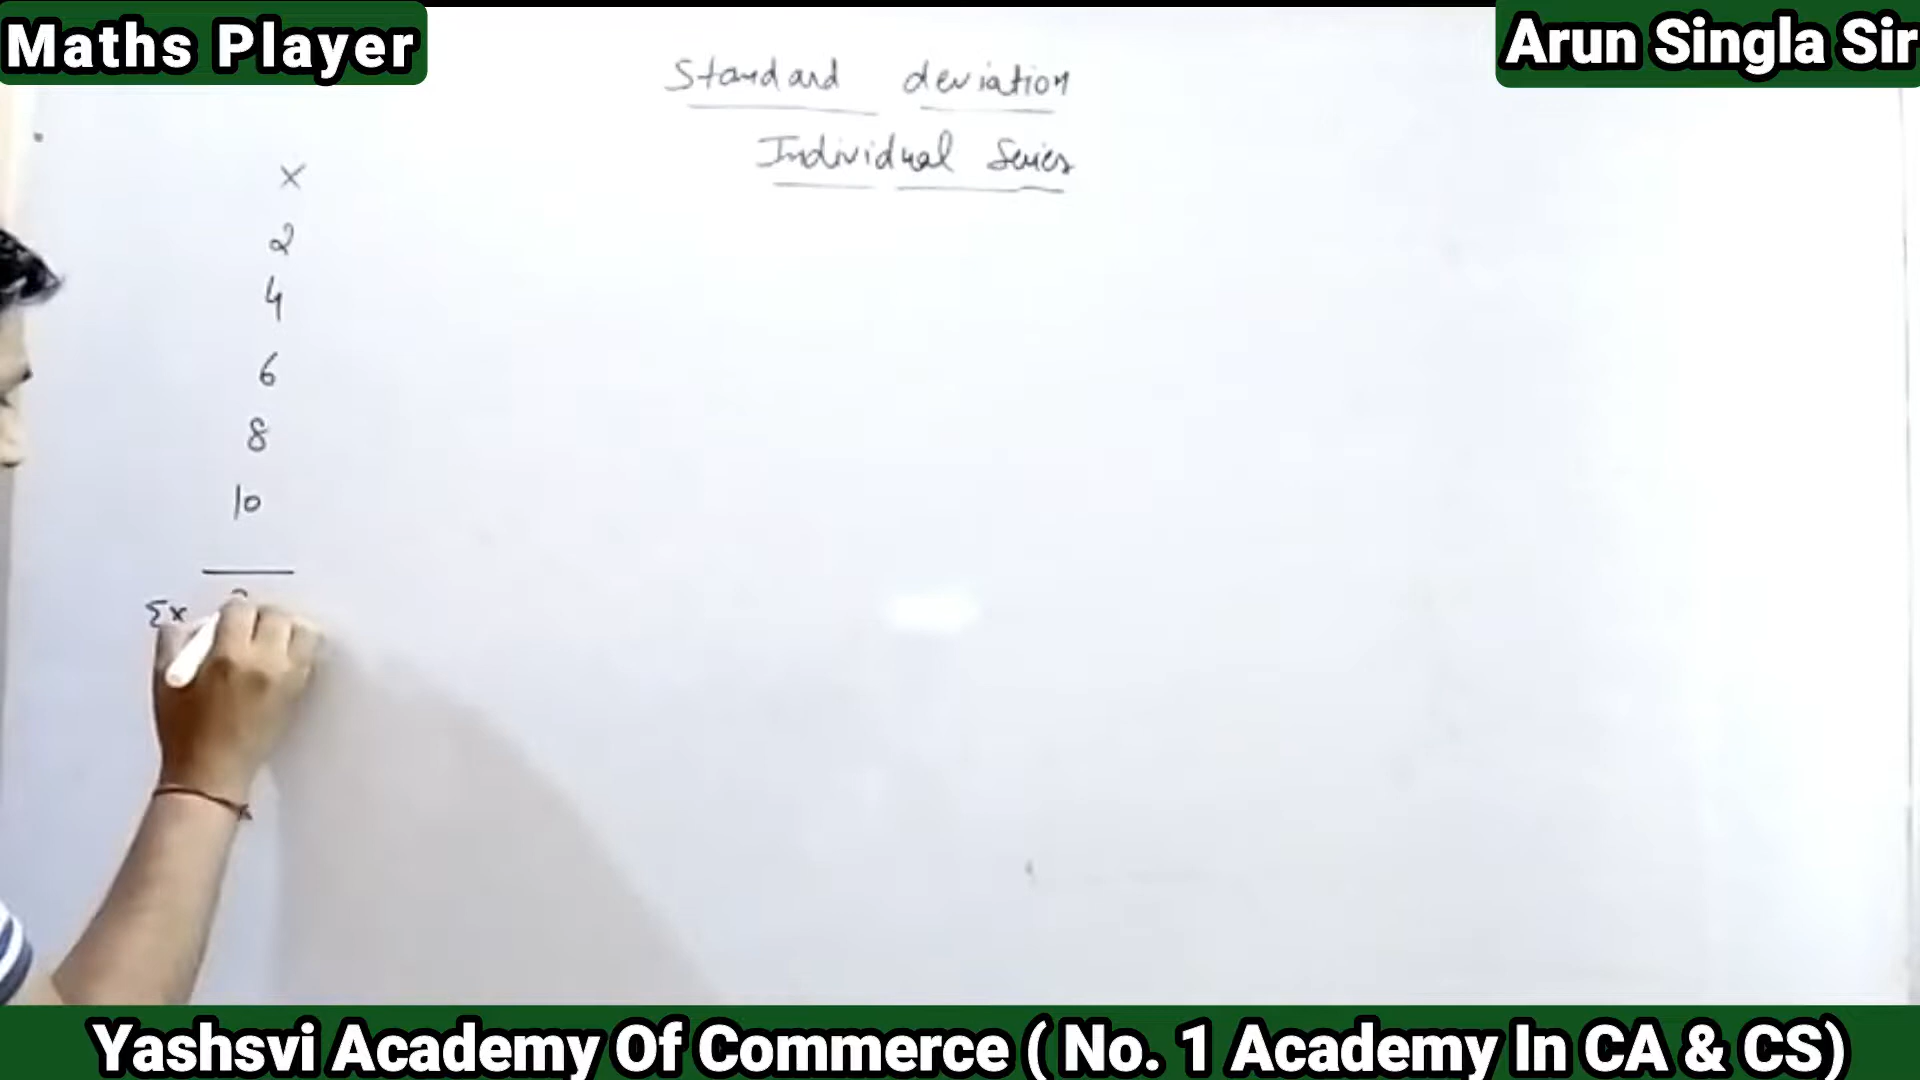 Maths Player
Arun Singla Sir
Standard deviation
Individual Series
X
2
4
6
8
10
Σx
Yashsvi Academy Of Commerce ( No. 1 Academy In CA & CS)